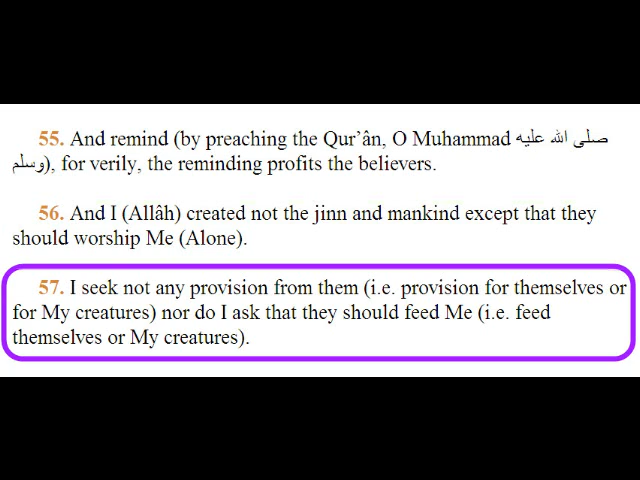 55. And remind (by preaching the Qur’ân, O Muhammad صلى الله عليه
وسلم), for verily, the reminding profits the believers.
56. And I (Allâh) created not the jinn and mankind except that they
should worship Me (Alone).
57. I seek not any provision from them (i.e. provision for themselves or
for My creatures) nor do I ask that they should feed Me (i.e. feed
themselves or My creatures).